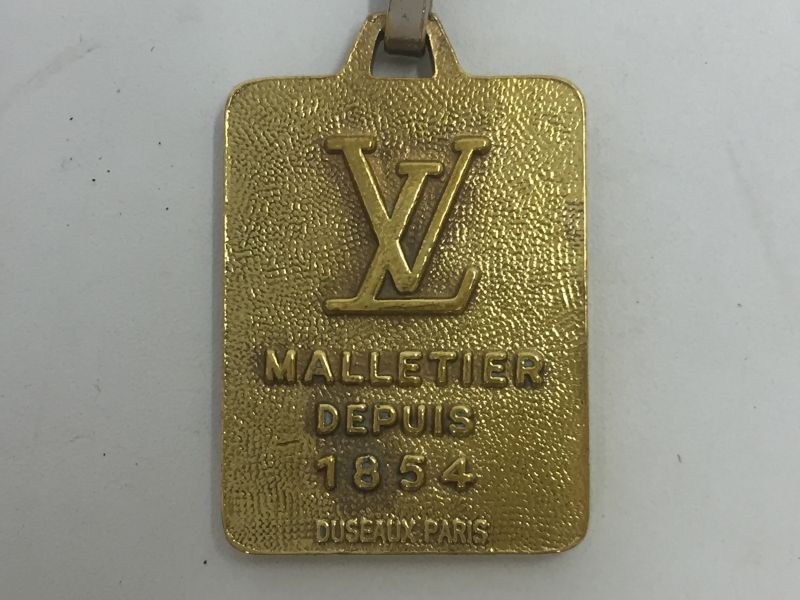 LV
MALLETIER
DEPUIS
1854
DUSEAUX PARIS